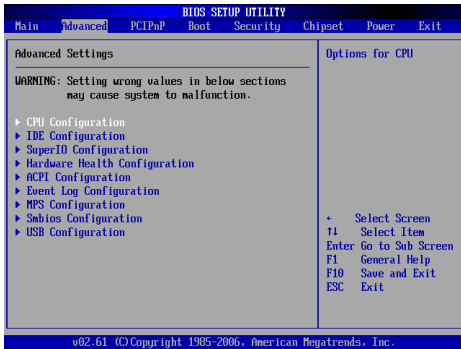 BIOS SETUP UTILITY
Main Advanced PCIPnP Boot Security Chipset Power Exit
Advanced Settings
WARNING: Setting wrong values in below sections
may cause system to malfunction.
CPU Configuration
IDE Configuration
SuperIO Configuration
Hardware Health Configuration
ACPI Configuration
Event Log Configuration
MPS Configuration
Smbios Configuration
USB Configuration
Options for CPU
← Select Screen
↑↓ Select Item
Enter Go to Sub Screen
F1 General Help
F10 Save and Exit
ESC Exit
v02.61 (C)Copyright 1985-2006, American Megatrends, Inc.